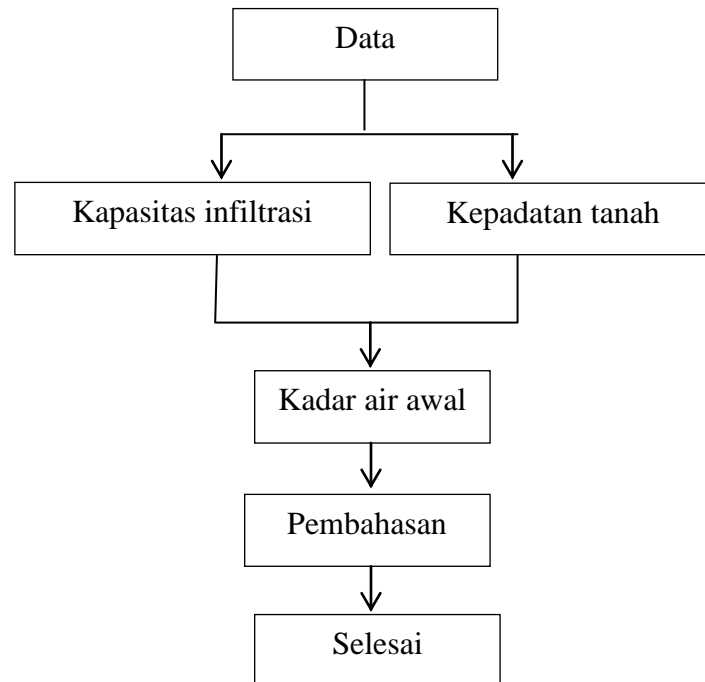 Data
Kapasitas infiltrasi
Kepadatan tanah
Kadar air awal
Pembahasan
Selesai